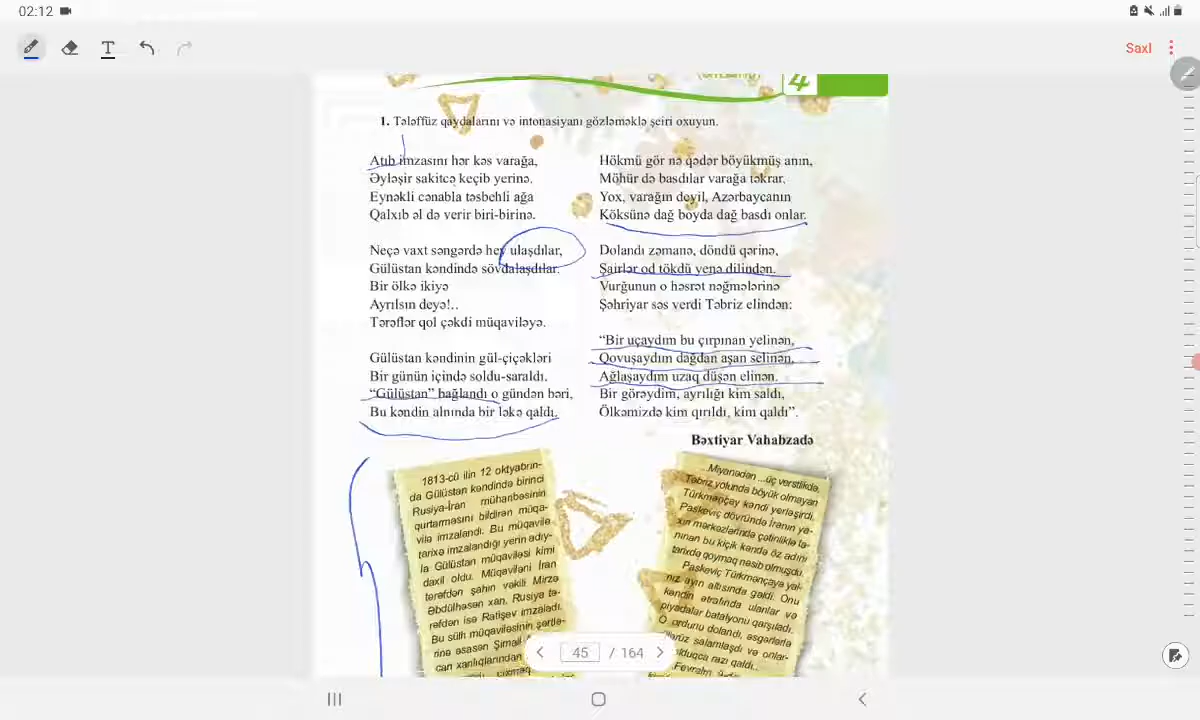 02:12
T
Saxl
4
1. Tələffüz qaydalarını və intonasiyanı gözləməklə şeiri oxuyun.
Atıb imzasını hər kəs varağa,
Əyləşir sakitcə keçib yerinə.
Eynəkli cənabla təsbehli ağa
Qalxıb əl də verir biri-birinə.
Neçə vaxt səngərdə hey ulaşdılar,
Gülüstan kəndində sövdalaşdılar.
Bir ölkə ikiyə
Ayrılsın deyə!..
Tərəflər qol çəkdi müqaviləyə.
Gülüstan kəndinin gül-çiçəkləri
Bir günün içində soldu-saraldı.
“Gülüstan” bağlandı o gündən bəri,
Bu kəndin alnında bir ləkə qaldı.
Hökmü gör nə qədər böyükmüş anın,
Möhür də basdılar varağa təkrar.
Yox, varağın deyil, Azərbaycanın
Köksünə dağ boyda dağ basdı onlar.
Dolandı zəmanə, döndü qərinə,
Şairlər od tökdü yenə dilindən.
Vurğunun o həsrət nəğmələrinə
Şəhriyar səs verdi Təbriz elindən:
“Bir uçaydım bu çırpınan yelinən,
Qovuşaydım dağdan aşan selinən,
Ağlaşaydım uzaq düşən elinən.
Bir görəydim, ayrılığı kim saldı,
Ölkəmizdə kim qırıldı, kim qaldı”.
Bəxtiyar Vahabzadə
1813-cü ilin 12 oktyabrın-
da Gülüstan kəndində birinci
Rusiya-İran müharibəsinin
qurtarmasını bildirən müqa-
vilə imzalandı. Bu müqavilə
tarixə imzalandığı yerin adıy-
la Gülüstan müqaviləsi kimi
daxil oldu. Müqaviləni İran
tərəfdən şahın vəkili Mirzə
Əbdülhəsən xan, Rusiya tə-
rəfdən isə Ratişev imzaladı.
Bu sülh müqaviləsinin şərtlə-
rinə əsasən Şimali
can xanlıqlarından
...Miyanədən ...üç verstlikdə,
Təbriz yolunda böyük olmayan
Türkmənçay kəndi yerləşirdi.
Paskeviç dövründə İranın ya-
xın mərkəzlərində çətinliklə ta-
nınan bu kiçik kəndə öz adını
tarixdə qoymaq nəsib olmuşdu.
Paskeviç Türkmənçaya yal-
nız ayın altısında gəldi. Onu
kəndin ətrafında ulanlar və
piyadalar batalyonu qarşıladı.
O ordunu dolandı, əsgərlərlə
salamlaşdı və onlar-
olduqca razı qaldı...
45 / 164